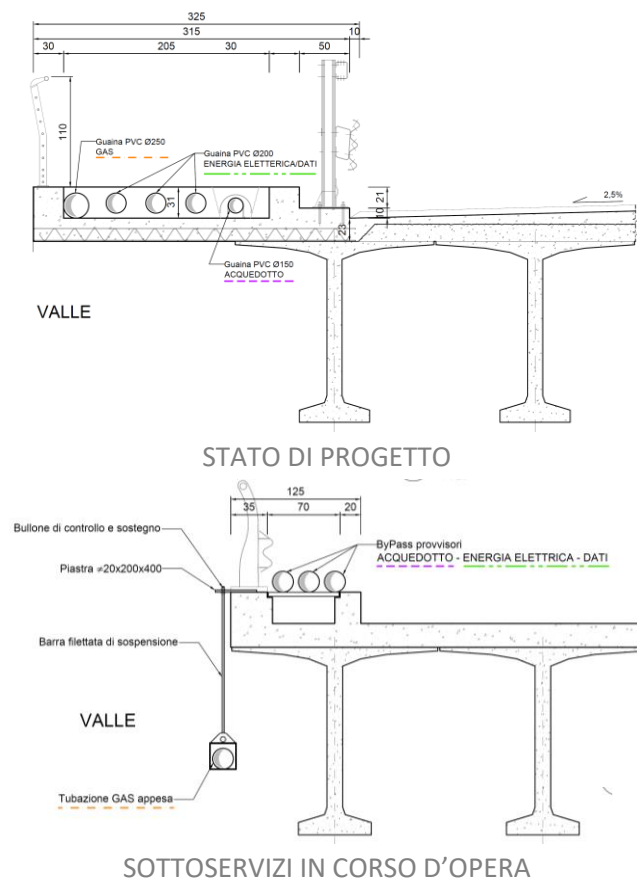 325
315
10
30
205
30
50
110
Guaina PVC Ø250
GAS
Guaina PVC Ø200
ENERGIA ELETTERICA/DATI
31
21
10
23
2,5%
Guaina PVC Ø150
ACQUEDOTTO
VALLE
STATO DI PROGETTO
125
35
70
20
Bullone di controllo e sostegno
ByPass provvisori
ACQUEDOTTO - ENERGIA ELETTRICA - DATI
Piastra ≠20x200x400
Barra filettata di sospensione
VALLE
Tubazione GAS appesa
SOTTOSERVIZI IN CORSO D'OPERA